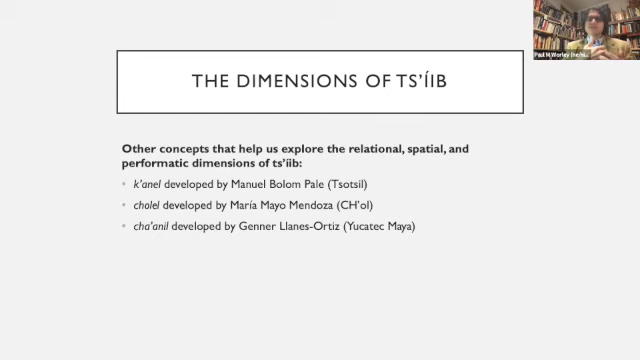 THE DIMENSIONS OF TS'ÍIB
Other concepts that help us explore the relational, spatial, and
performatic dimensions of ts'íib:
• k'anel developed by Manuel Bolom Pale (Tsotsil)
• cholel developed by María Mayo Mendoza (CH'ol)
• cha'anil developed by Genner Llanes-Ortiz (Yucatec Maya)
Paul M Worley